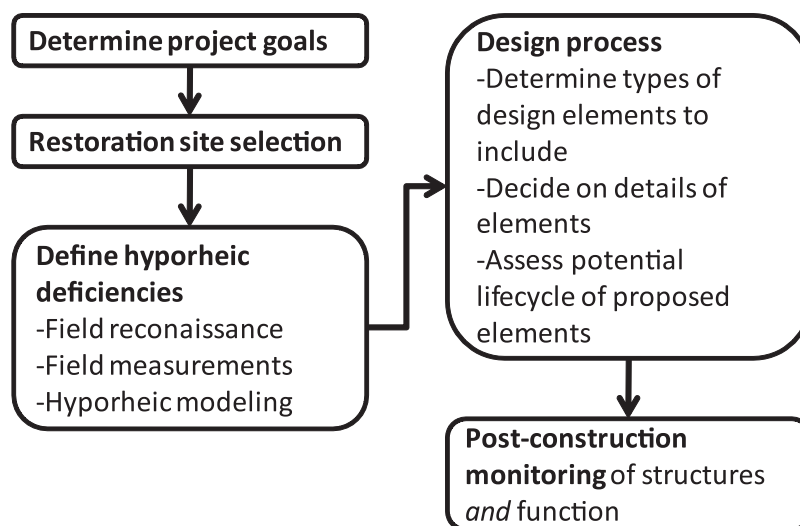 Determine project goals
Restoration site selection
Define hyporheic
deficiencies
-Field reconaissance
-Field measurements
-Hyporheic modeling
Design process
-Determine types of
design elements to
include
-Decide on details of
elements
-Assess potential
lifecycle of proposed
elements
Post-construction
monitoring of structures
and function